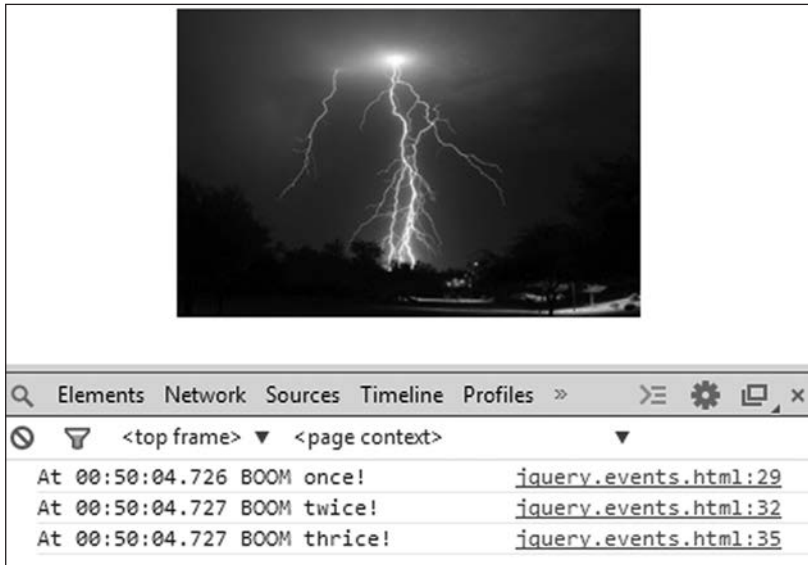 Elements Network Sources Timeline Profiles »
<top frame> ▼ <page context> ▼
At 00:50:04.726 BOOM once! jquery.events.html:29
At 00:50:04.727 BOOM twice! jquery.events.html:32
At 00:50:04.727 BOOM thrice! jquery.events.html:35